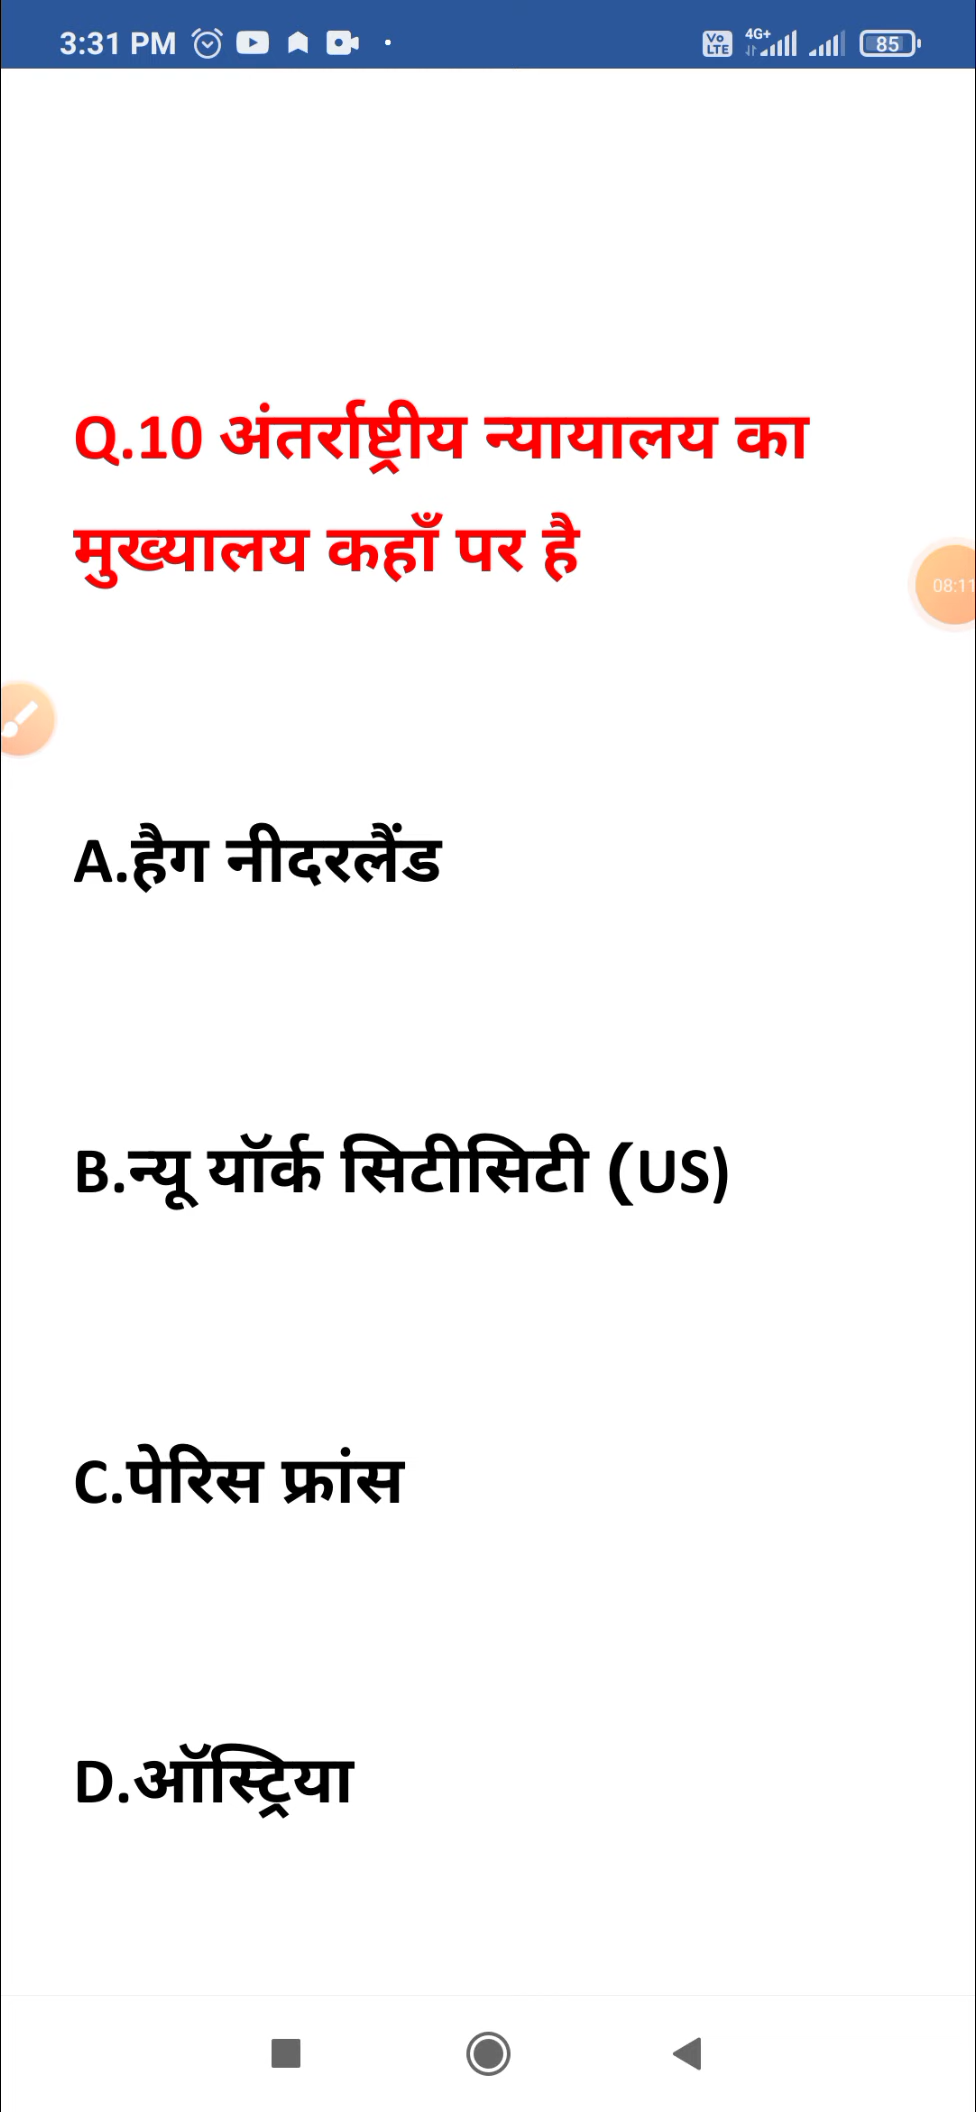 3:31 PM
Vo LTE 4G+ 85
Q.10 अंतर्राष्ट्रीय न्यायालय का
मुख्यालय कहाँ पर है
08:11
A.हैग नीदरलैंड
B.न्यू यॉर्क सिटीसिटी (US)
C.पेरिस फ्रांस
D.ऑस्ट्रिया